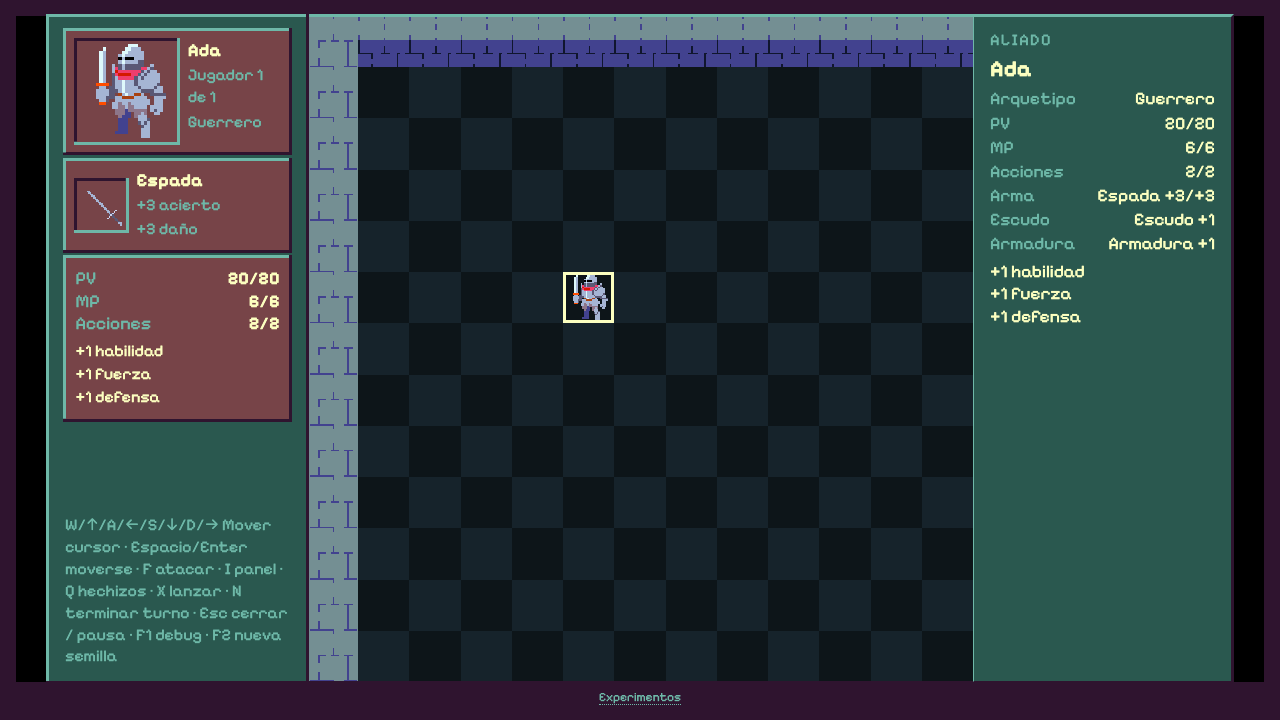 Ada
Jugador 1
de 1
Guerrero
Espada
+3 acierto
+3 daño
PV 20/20
MP 6/6
Acciones 2/2
+1 habilidad
+1 fuerza
+1 defensa
W/↑/A/←/S/↓/D/→ Mover
cursor · Espacio/Enter
moverse · F atacar · I panel ·
Q hechizos · X lanzar · N
terminar turno · Esc cerrar
/ pausa · F1 debug · F2 nueva
semilla
ALIADO
Ada
Arquetipo Guerrero
PV 20/20
MP 6/6
Acciones 2/2
Arma Espada +3/+3
Escudo Escudo +1
Armadura Armadura +1
+1 habilidad
+1 fuerza
+1 defensa
Experimentos